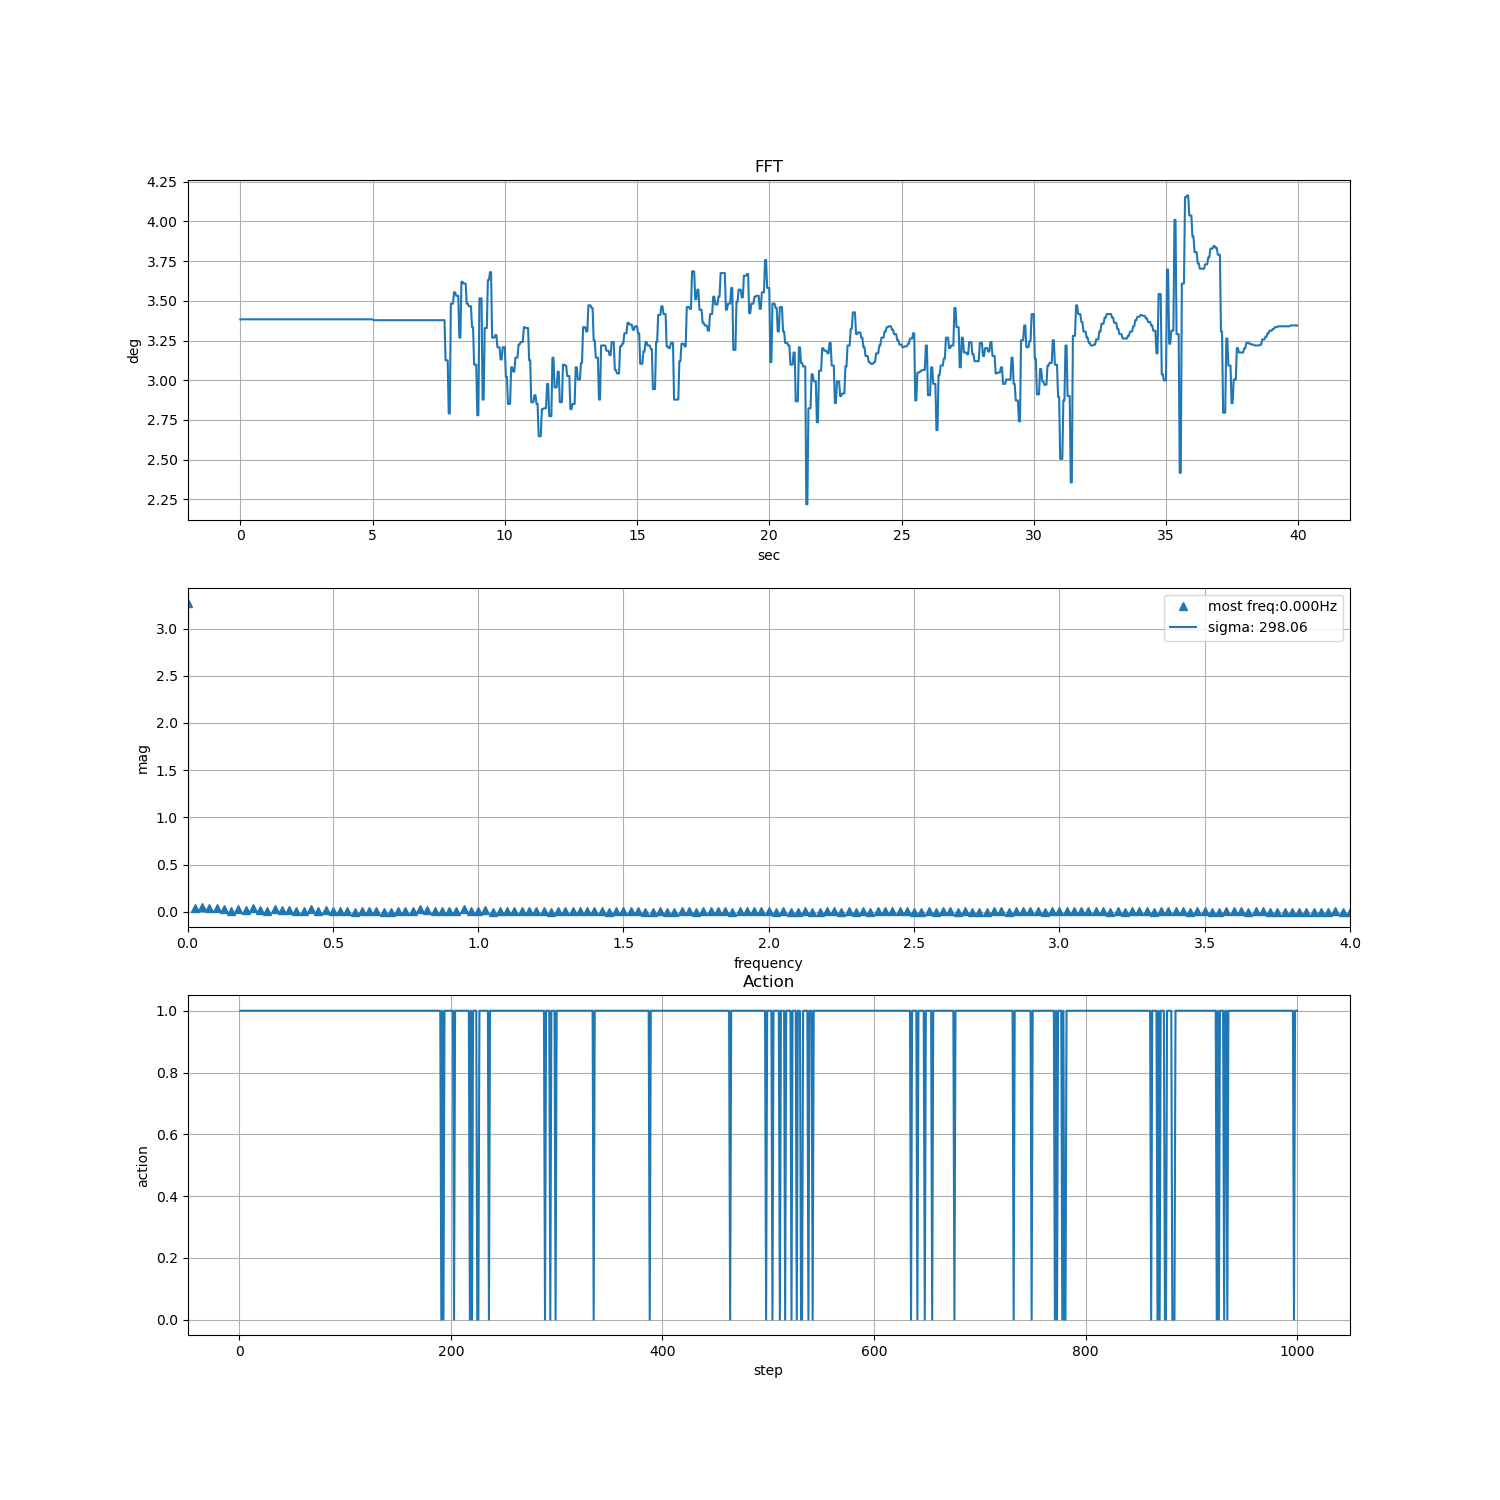 FFT
4.25
4.00
3.75
3.50
3.25
3.00
2.75
2.50
2.25
deg
0 5 10 15 20 25 30 35 40
sec
most freq:0.000Hz
sigma: 298.06
3.0
2.5
2.0
1.5
1.0
0.5
0.0
mag
0.0 0.5 1.0 1.5 2.0 2.5 3.0 3.5 4.0
frequency
Action
1.0
0.8
0.6
0.4
0.2
0.0
action
0 200 400 600 800 1000
step